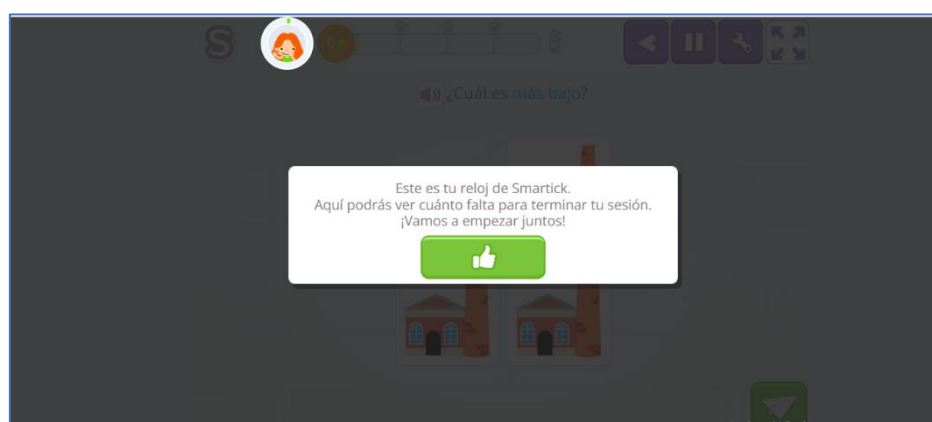 S
0
¿Cuál es más bajo?
Este es tu reloj de Smartick.
Aquí podrás ver cuánto falta para terminar tu sesión.
¡Vamos a empezar juntos!